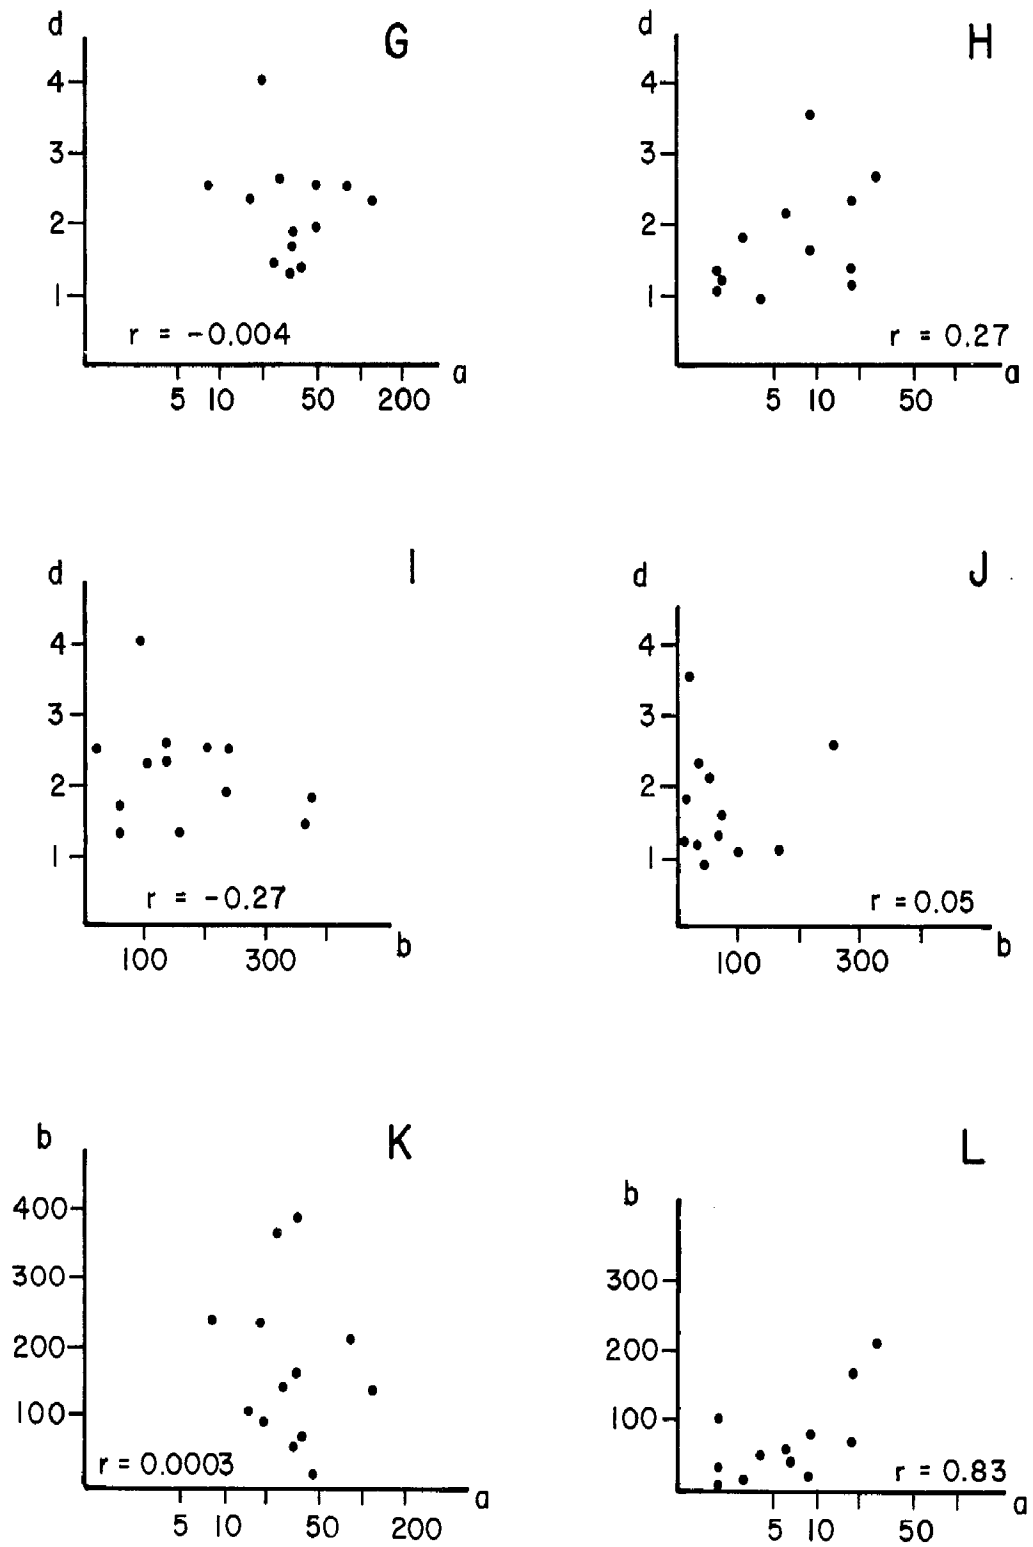 d G
4
3
2
1
r = -0.004
a
5 10 50 200
d H
4
3
2
1
r = 0.27
a
5 10 50
d I
4
3
2
1
r = -0.27
b
100 300
d J
4
3
2
1
r = 0.05
b
100 300
b K
400
300
200
100
r = 0.0003
a
5 10 50 200
b L
300
200
100
r = 0.83
a
5 10 50